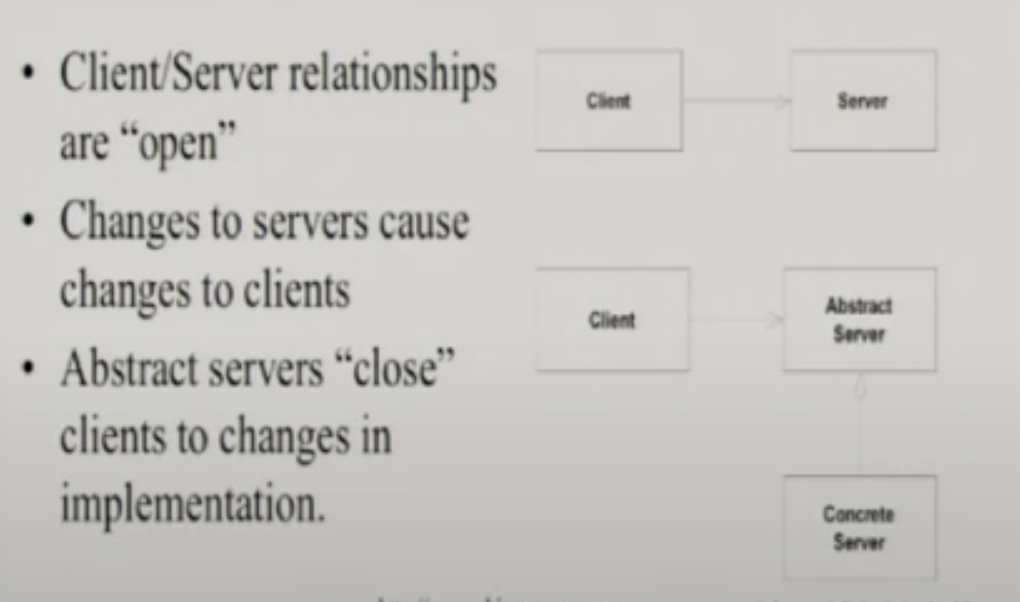 • Client/Server relationships
are “open”
• Changes to servers cause
changes to clients
• Abstract servers “close”
clients to changes in
implementation.
Client
Server
Client
Abstract
Server
Concrete
Server